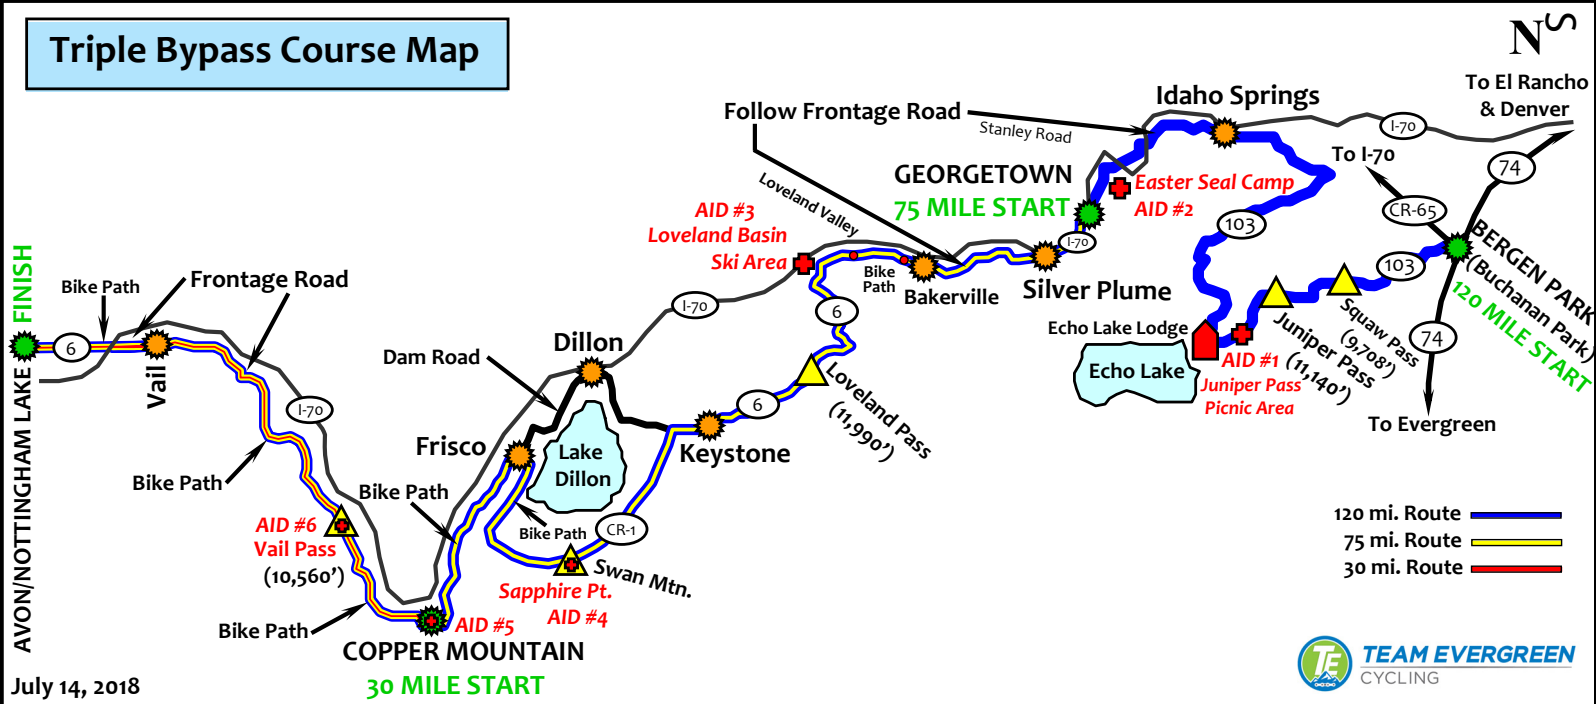 Triple Bypass Course Map
N
S
To El Rancho
& Denver
Idaho Springs
Follow Frontage Road
Stanley Road
I-70
To I-70
74
GEORGETOWN
75 MILE START
Easter Seal Camp
AID #2
CR-65
103
BERGEN PARK
(Buchanan Park)
120 MILE START
AID #3
Loveland Basin
Ski Area
Loveland Valley
I-70
103
FINISH
AVON/NOTTINGHAM LAKE
Bike Path
Frontage Road
Bike
Path
Bakerville
Silver Plume
I-70
6
Squaw Pass
(9,708')
Juniper Pass
(11,140')
Echo Lake Lodge
Echo Lake
AID #1
Juniper Pass
Picnic Area
74
To Evergreen
6
Vail
Dam Road
Dillon
I-70
6
Loveland Pass
(11,990')
Frisco
Lake
Dillon
Keystone
Bike Path
Bike Path
Bike Path
CR-1
AID #6
Vail Pass
(10,560')
Swan Mtn.
Sapphire Pt.
AID #4
Bike Path
AID #5
COPPER MOUNTAIN
30 MILE START
120 mi. Route
75 mi. Route
30 mi. Route
July 14, 2018
TE
TEAM EVERGREEN
CYCLING